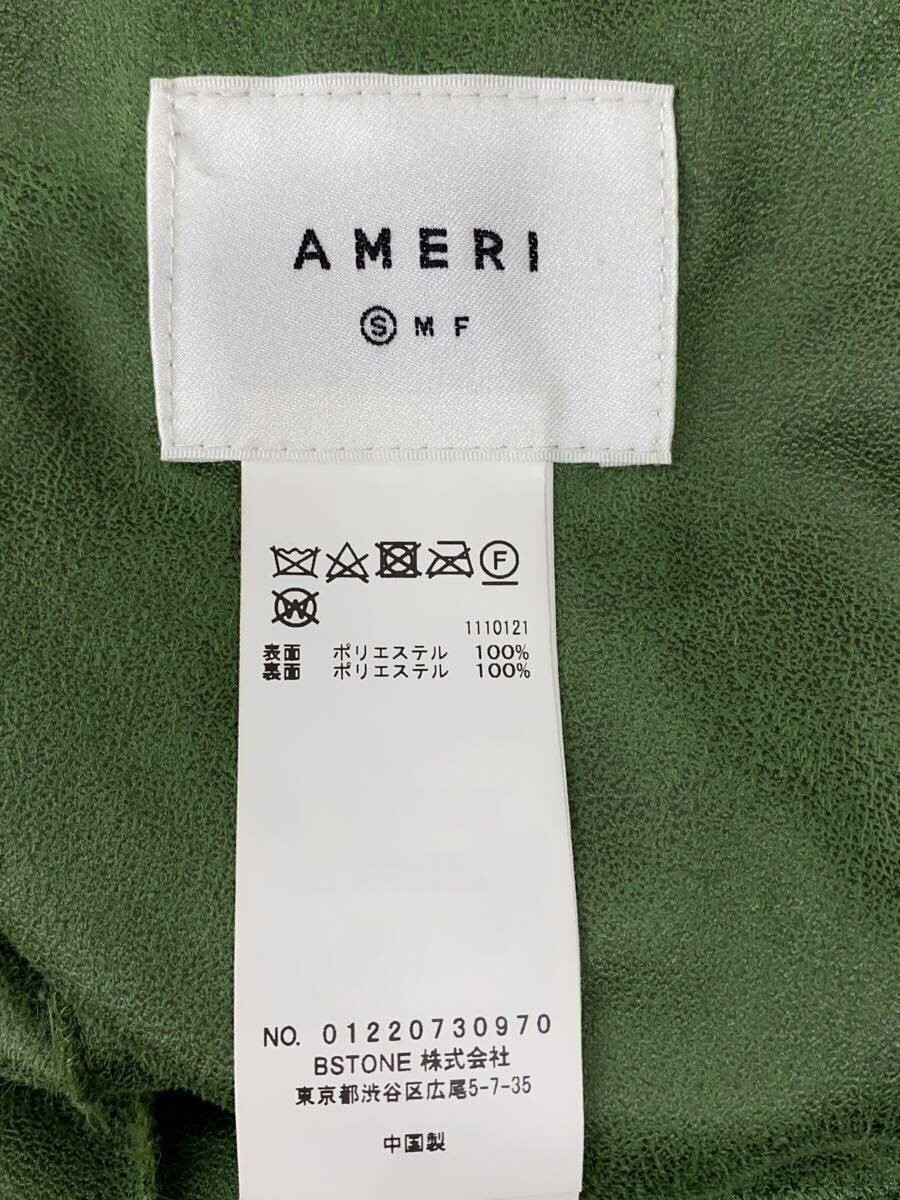 AMERI
Ⓢ M F
F
W
1110121
表面 ポリエステル 100%
裏面 ポリエステル 100%
NO. 01220730970
BSTONE 株式会社
東京都渋谷区広尾5-7-35
中国製